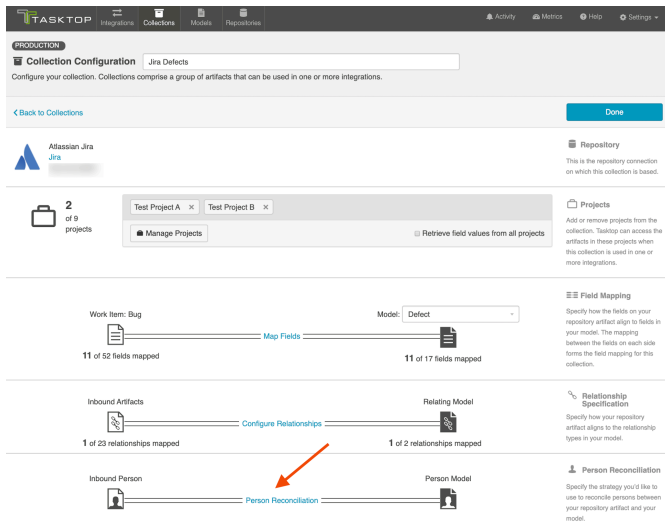 TASKTOP
Integrations
Collections
Models
Repositories
Activity
Metrics
Help
Settings
PRODUCTION
Collection Configuration
Jira Defects
Configure your collection. Collections comprise a group of artifacts that can be used in one or more integrations.
Back to Collections
Done
Atlassian Jira
Jira
Repository
This is the repository connection
on which this collection is based.
2
of 9
projects
Test Project A ×
Test Project B ×
Manage Projects
Retrieve field values from all projects
Projects
Add or remove projects from the
collection. Tasktop can access the
artifacts in these projects when
this collection is used in one or
more integrations.
Work Item: Bug
Model: Defect
Map Fields
11 of 52 fields mapped
11 of 17 fields mapped
Field Mapping
Specify how the fields on your
repository artifact align to fields in
your model. The mapping
between the fields on each side
forms the field mapping for this
collection.
Inbound Artifacts
Relating Model
Configure Relationships
1 of 23 relationships mapped
1 of 2 relationships mapped
Relationship
Specification
Specify how your repository
artifact aligns to the relationship
types in your model.
Inbound Person
Person Model
Person Reconciliation
Person Reconciliation
Specify the strategy you'd like to
use to reconcile persons between
your repository artifact and your
model.